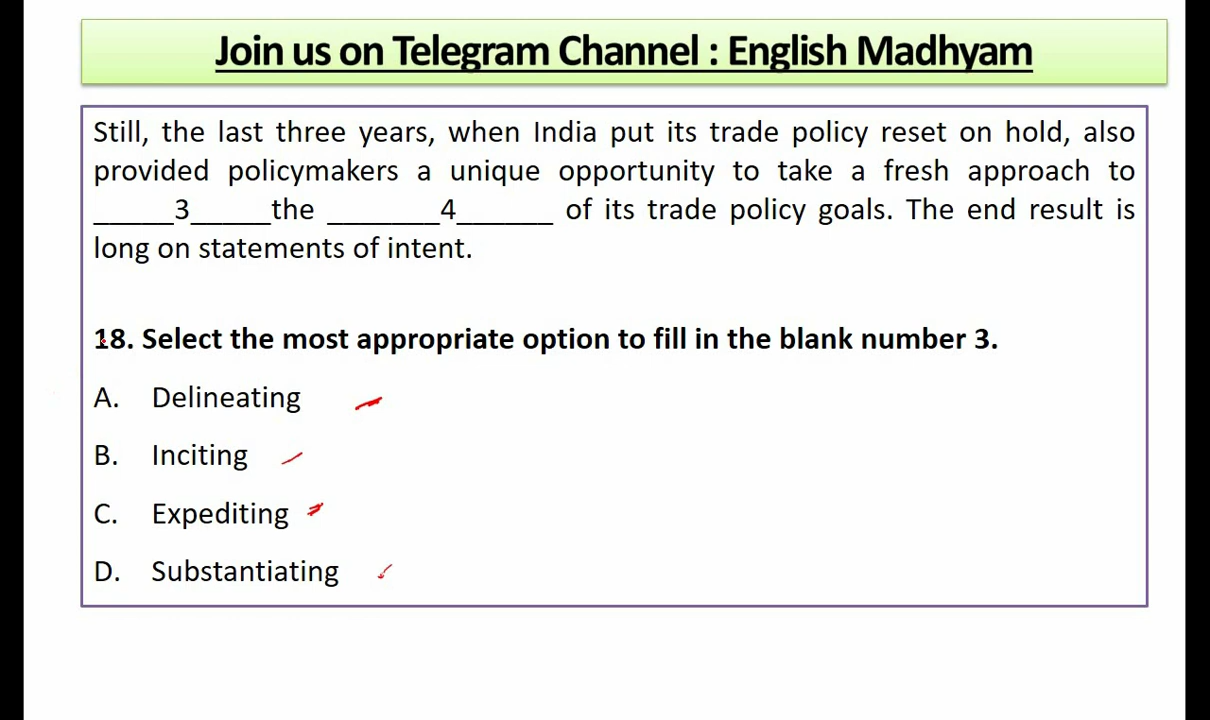 Join us on Telegram Channel : English Madhyam
Still, the last three years, when India put its trade policy reset on hold, also
provided policymakers a unique opportunity to take a fresh approach to
_____3_____the _______4______ of its trade policy goals. The end result is
long on statements of intent.
18. Select the most appropriate option to fill in the blank number 3.
A. Delineating
B. Inciting
C. Expediting
D. Substantiating